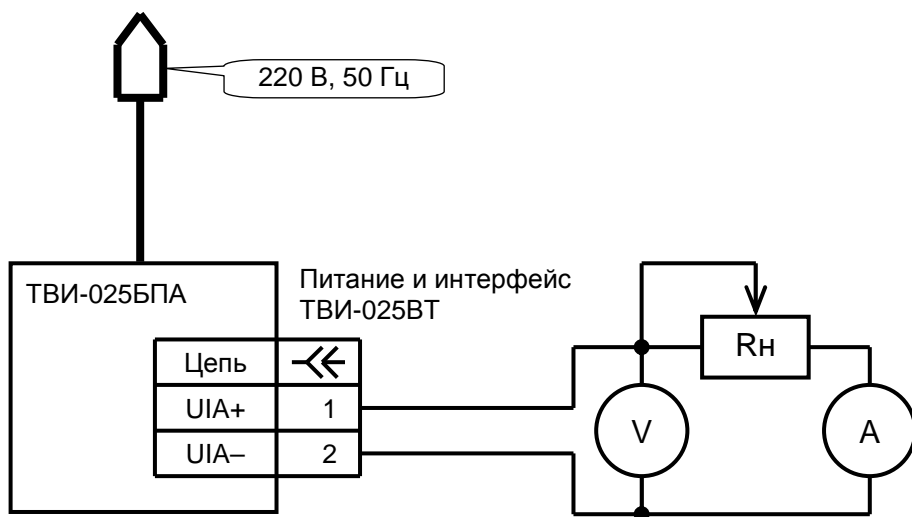 220 В, 50 Гц
ТВИ-025БПА
Питание и интерфейс
ТВИ-025ВТ
Цепь
UIA+ 1
UIA– 2
Rн
V
A